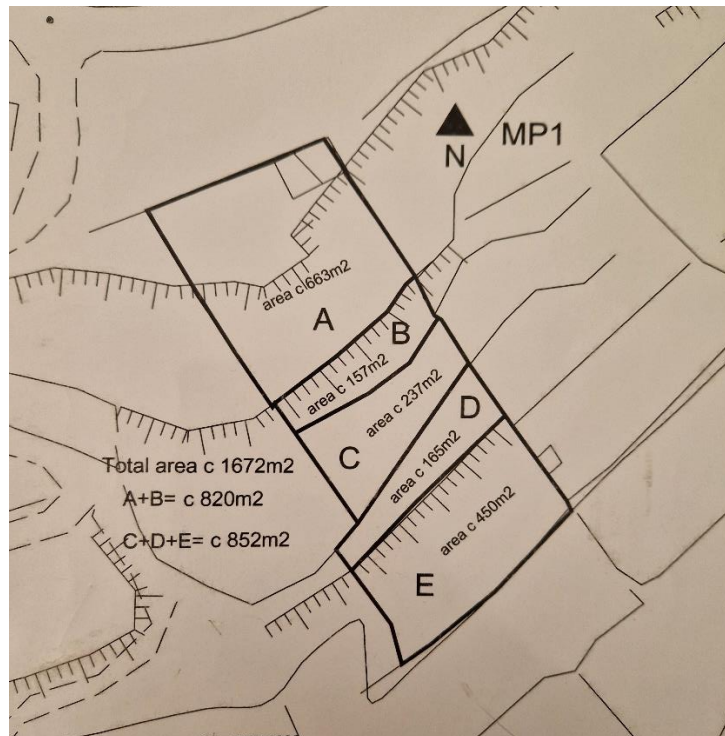 MP1
N
area c 663m2
A
B
area c 157m2
area c 237m2
C
D
area c 165m2
area c 450m2
E
Total area c 1672m2
A+B= c 820m2
C+D+E= c 852m2